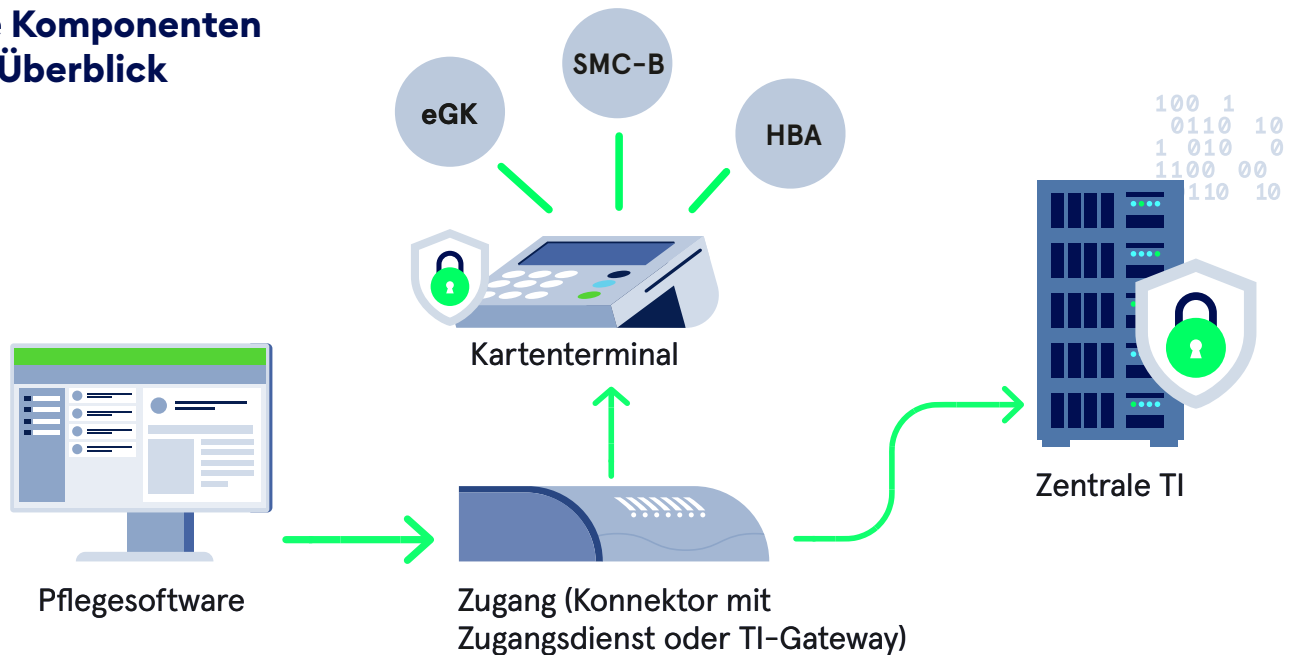 e Komponenten
Überblick
eGK
SMC-B
HBA
100 1
0110 10
1 010 0
1100 00
110 10
Kartenterminal
Zentrale TI
Pflegesoftware
Zugang (Konnektor mit
Zugangsdienst oder TI-Gateway)